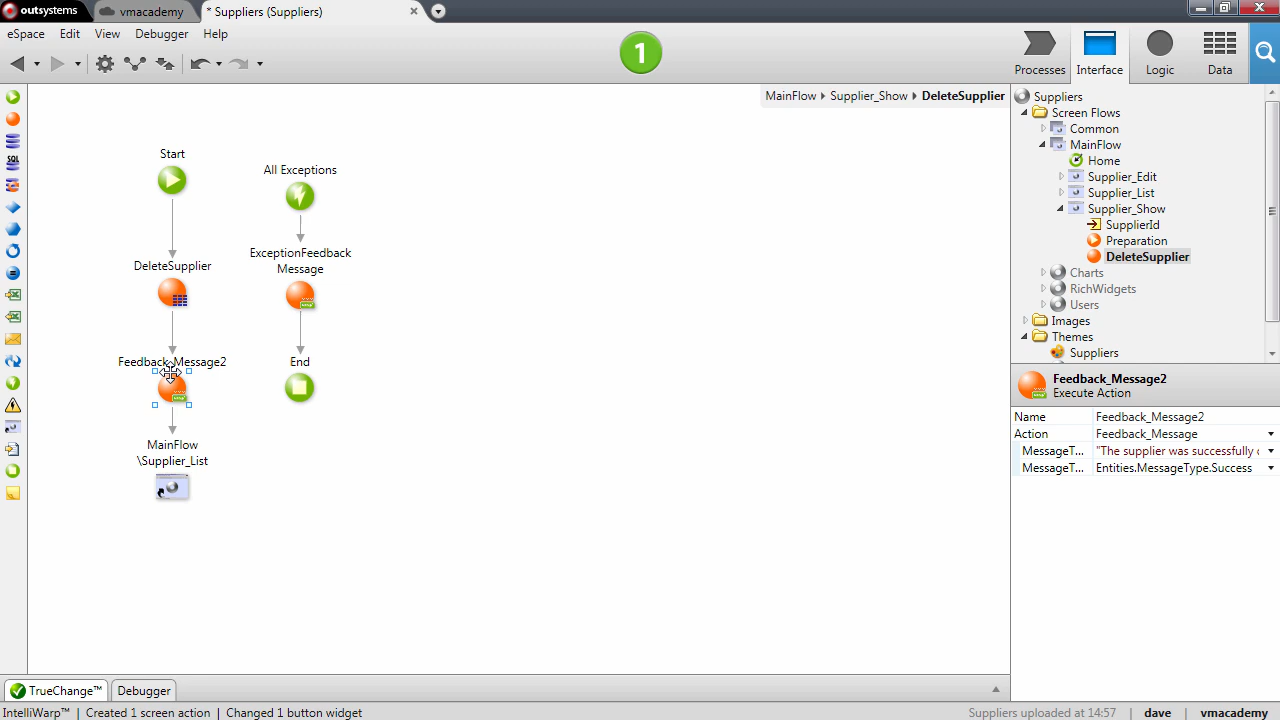 outsystems
vmacademy
* Suppliers (Suppliers)
eSpace Edit View Debugger Help
1
Processes Interface Logic Data
MainFlow Supplier_Show DeleteSupplier
SQL
Start
All Exceptions
DeleteSupplier
ExceptionFeedback
Message
Feedback_Message2
End
MainFlow
\Supplier_List
Suppliers
Screen Flows
Common
MainFlow
Home
Supplier_Edit
Supplier_List
Supplier_Show
SupplierId
Preparation
DeleteSupplier
Charts
RichWidgets
Users
Images
Themes
Suppliers
Feedback_Message2
Execute Action
Name Feedback_Message2
Action Feedback_Message
MessageT... "The supplier was successfully
MessageT... Entities.MessageType.Success
TrueChange™ Debugger
IntelliWarp™ | Created 1 screen action | Changed 1 button widget
Suppliers uploaded at 14:57 | dave | vmacademy